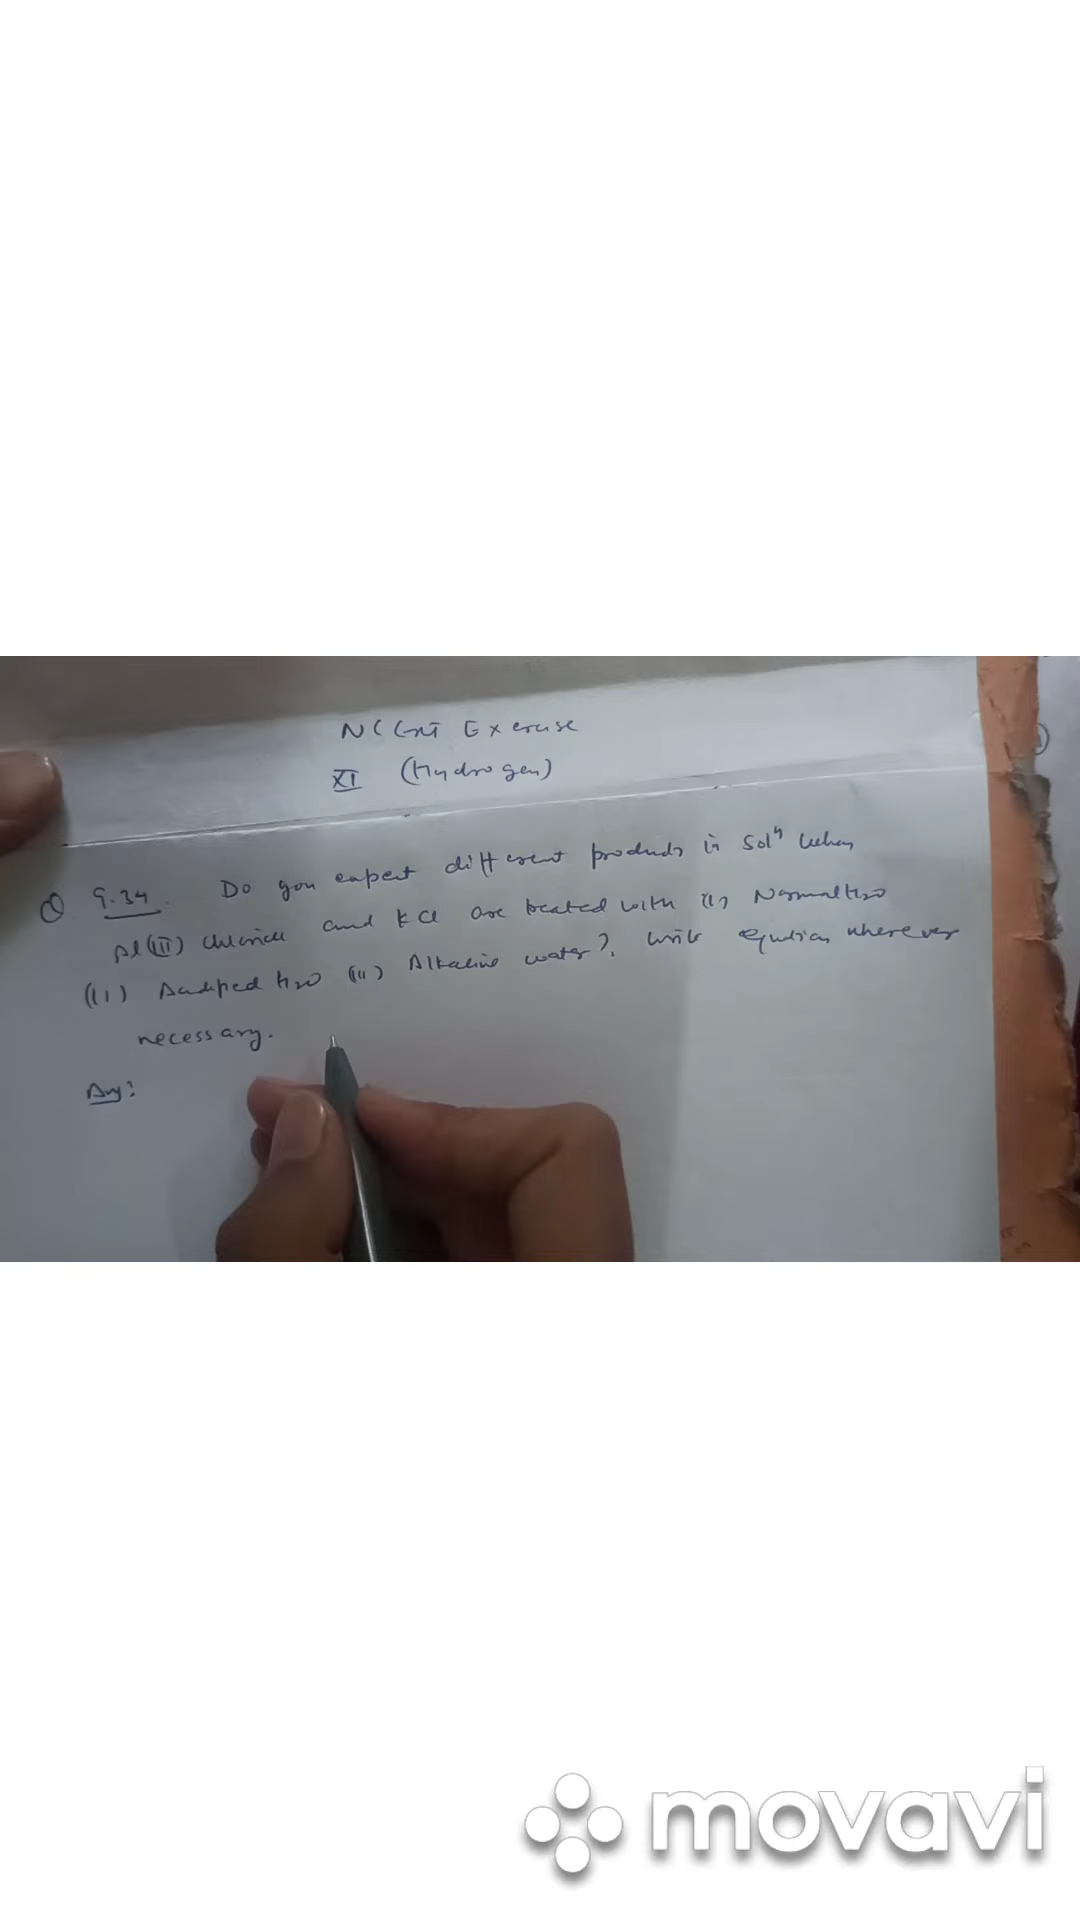 NCERT Exercise
XI (Hydrogen)
Q 9.34. Do you expect different products in solⁿ when
Al(III) chloride and KCl are treated with (i) Normal H2O
(ii) Acidified H2O (iii) Alkaline water?. Write equations wherever
necessary.
Ans:
movavi